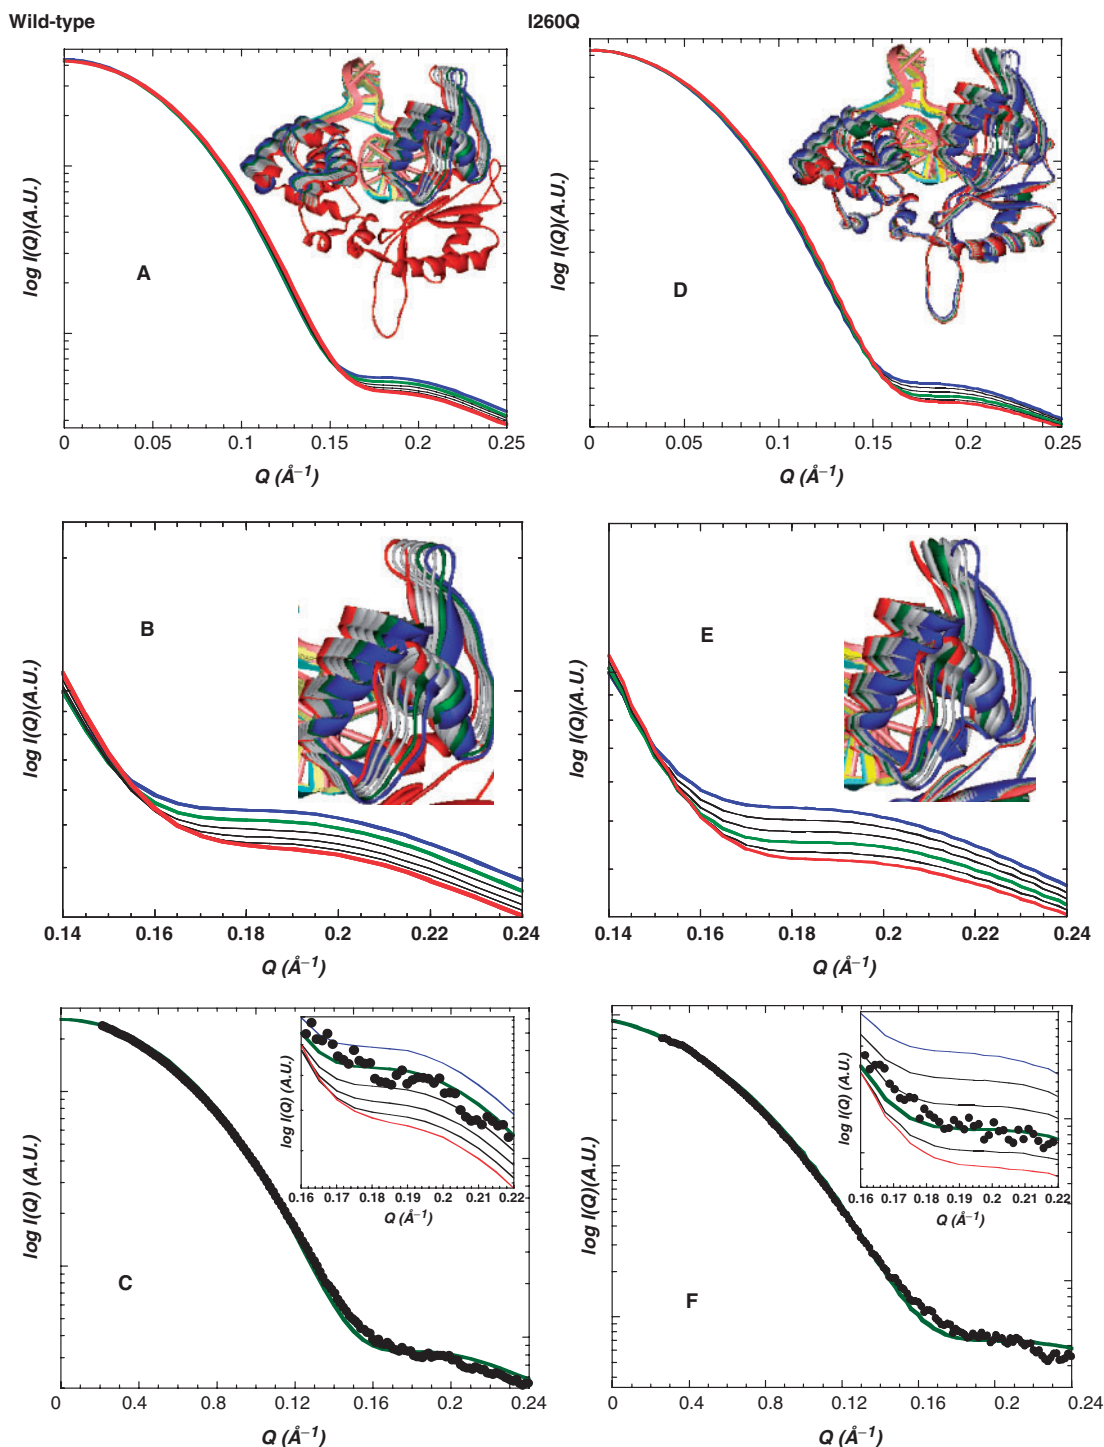 Wild-type
I260Q
log I(Q)(A.U.)
A
0 0.05 0.1 0.15 0.2 0.25
Q (Å⁻¹)
log I(Q)(A.U.)
D
0 0.05 0.1 0.15 0.2 0.25
Q (Å⁻¹)
log I(Q)(A.U.)
B
0.14 0.16 0.18 0.2 0.22 0.24
Q (Å⁻¹)
log I(Q)(A.U.)
E
0.14 0.16 0.18 0.2 0.22 0.24
Q (Å⁻¹)
log I(Q) (A.U.)
C
log I(Q) (A.U.)
0.16 0.17 0.18 0.19 0.2 0.21 0.22
Q (Å⁻¹)
0 0.4 0.8 0.12 0.16 0.2 0.24
Q (Å⁻¹)
log I(Q)(A.U.)
F
log I(Q) (A.U.)
0.16 0.17 0.18 0.19 0.2 0.21 0.22
Q (Å⁻¹)
0 0.4 0.8 0.12 0.16 0.2 0.24
Q (Å⁻¹)